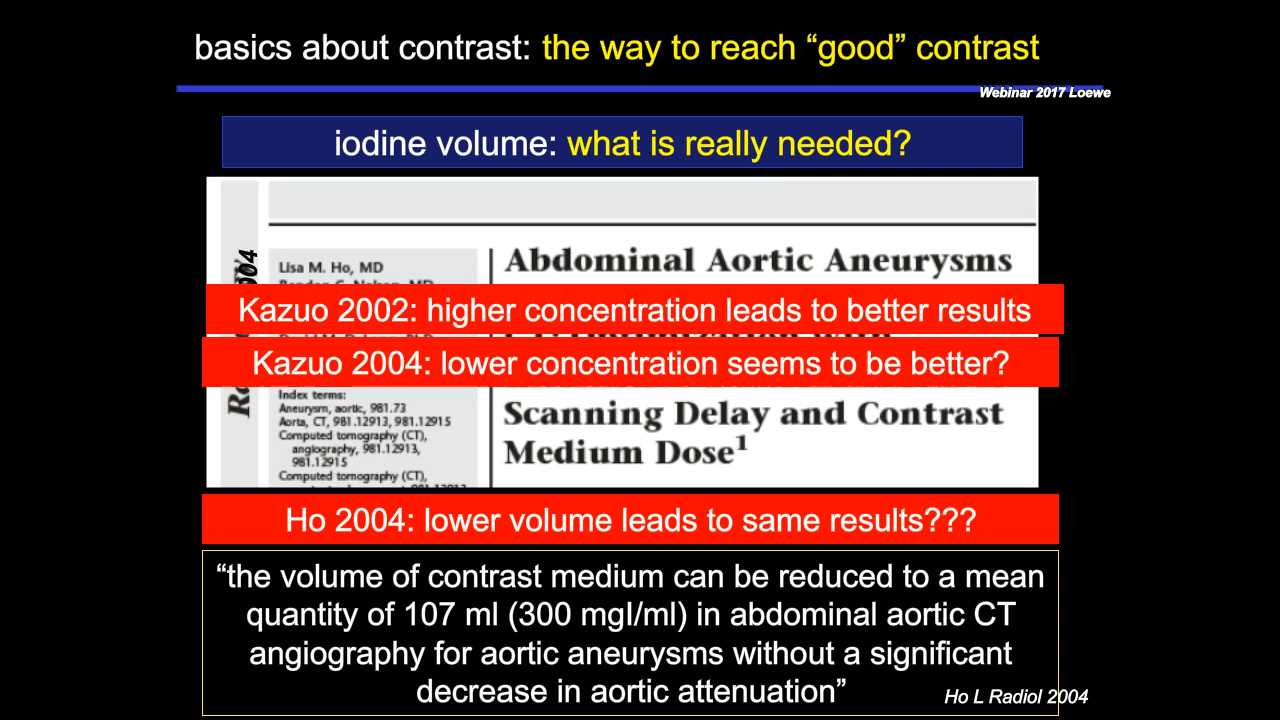 basics about contrast: the way to reach “good” contrast
Webinar 2017 Loewe
iodine volume: what is really needed?
Lisa M. Ho, MD
Abdominal Aortic Aneurysms
Kazuo 2002: higher concentration leads to better results
Kazuo 2004: lower concentration seems to be better?
Index terms:
Aneurysm, aortic, 981.73
Aorta, CT, 981.12913, 981.12915
Computed tomography (CT),
angiography, 981.12913,
981.12915
Computed tomography (CT),
Scanning Delay and Contrast
Medium Dose¹
Ho 2004: lower volume leads to same results???
“the volume of contrast medium can be reduced to a mean
quantity of 107 ml (300 mgI/ml) in abdominal aortic CT
angiography for aortic aneurysms without a significant
decrease in aortic attenuation”
Ho L Radiol 2004